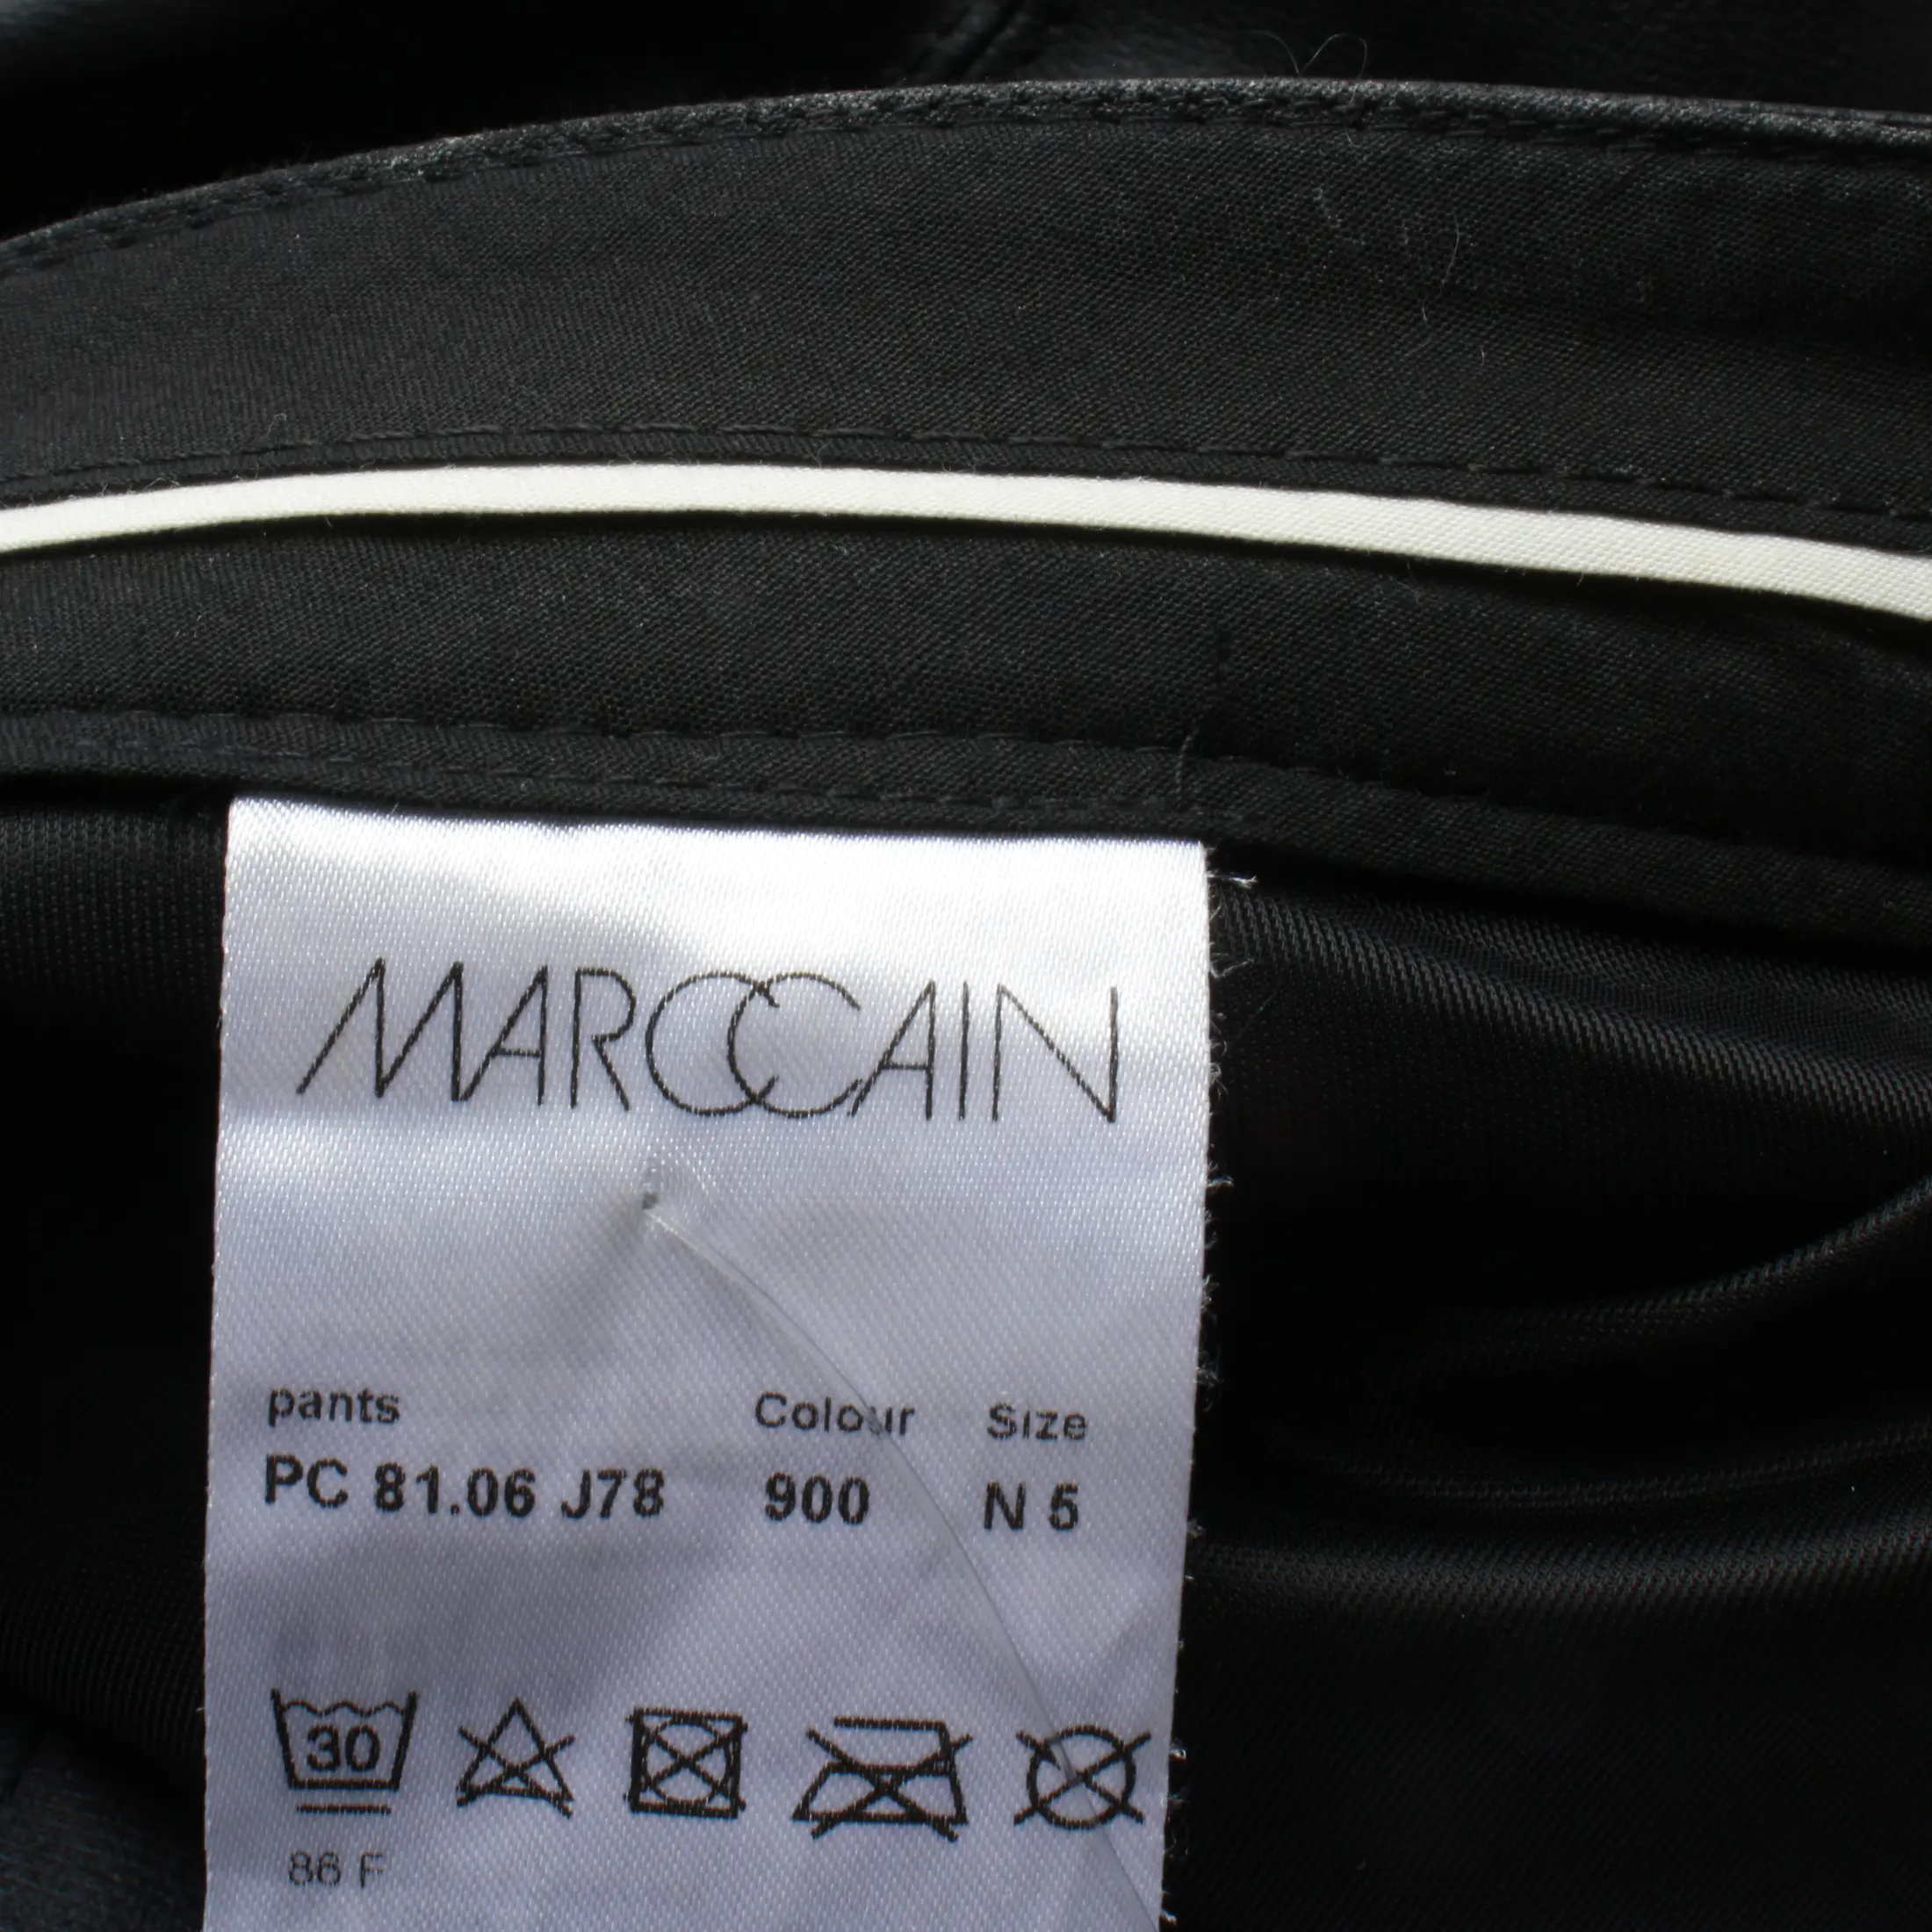 MARCCAIN
pants Colour Size
PC 81.06 J78 900 N 5
30
86 F